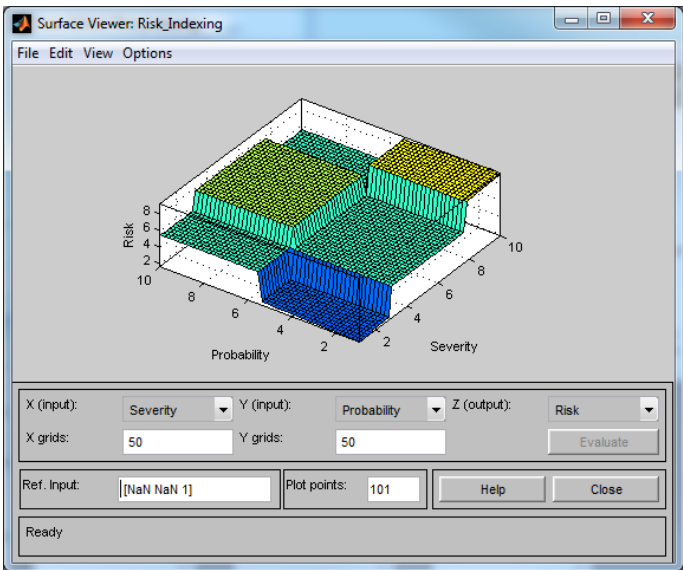 Surface Viewer: Risk_Indexing
File Edit View Options
8
6
4
2
Risk
10
8
6
4
2
Probability
10
8
6
4
2
Severity
X (input): Severity Y (input): Probability Z (output): Risk
X grids: 50 Y grids: 50 Evaluate
Ref. Input: [NaN NaN 1] Plot points: 101 Help Close
Ready